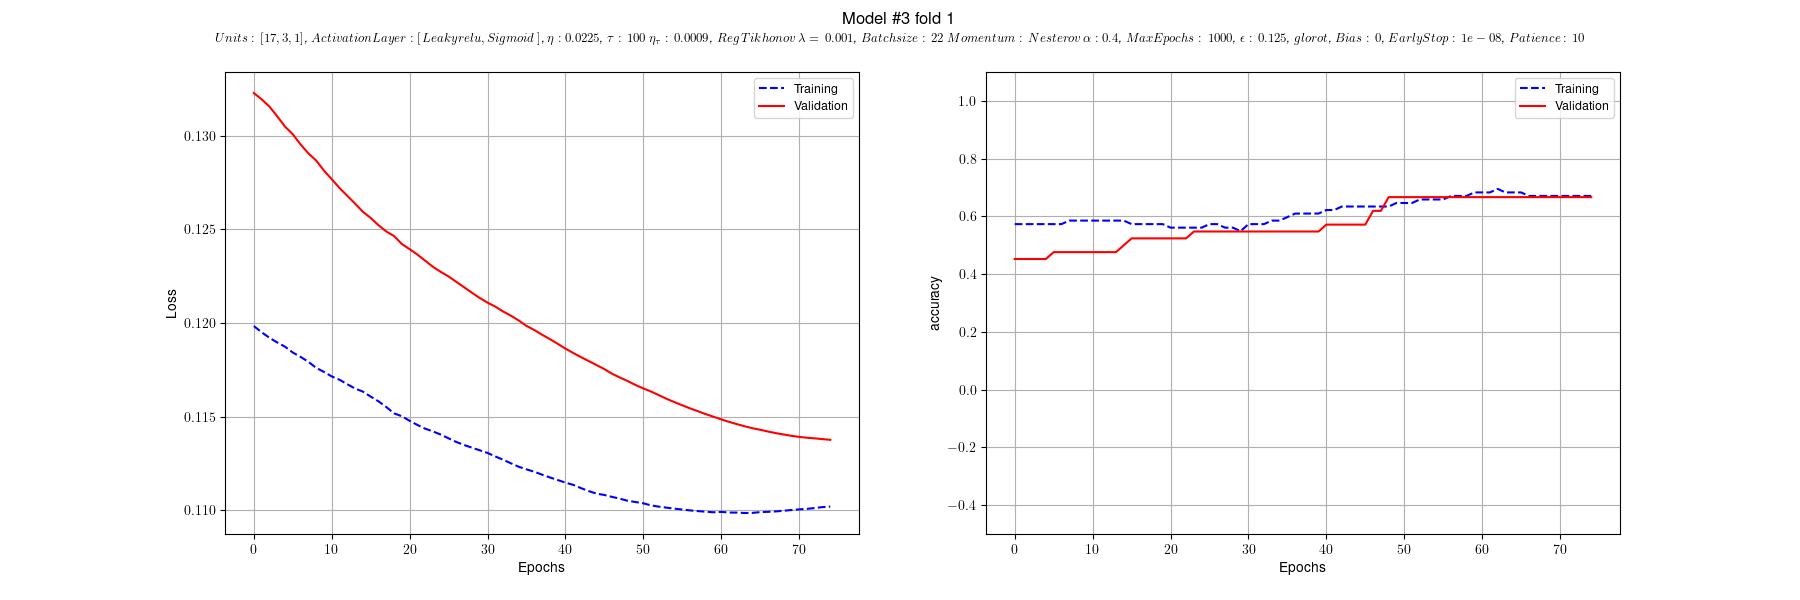 Model #3 fold 1
Units : [17, 3, 1], ActivationLayer : [Leakyrelu, Sigmoid ], η : 0.0225, τ : 100 ητ : 0.0009, RegTikhonov λ = 0.001, Batchsize : 22 Momentum : Nesterov α : 0.4, MaxEpochs : 1000, ϵ : 0.125, glorot, Bias : 0, EarlyStop : 1e − 08, Patience : 10
Training
Validation
0.130
0.125
0.120
0.115
0.110
Loss
0 10 20 30 40 50 60 70
Epochs
Training
Validation
1.0
0.8
0.6
0.4
0.2
0.0
−0.2
−0.4
accuracy
0 10 20 30 40 50 60 70
Epochs